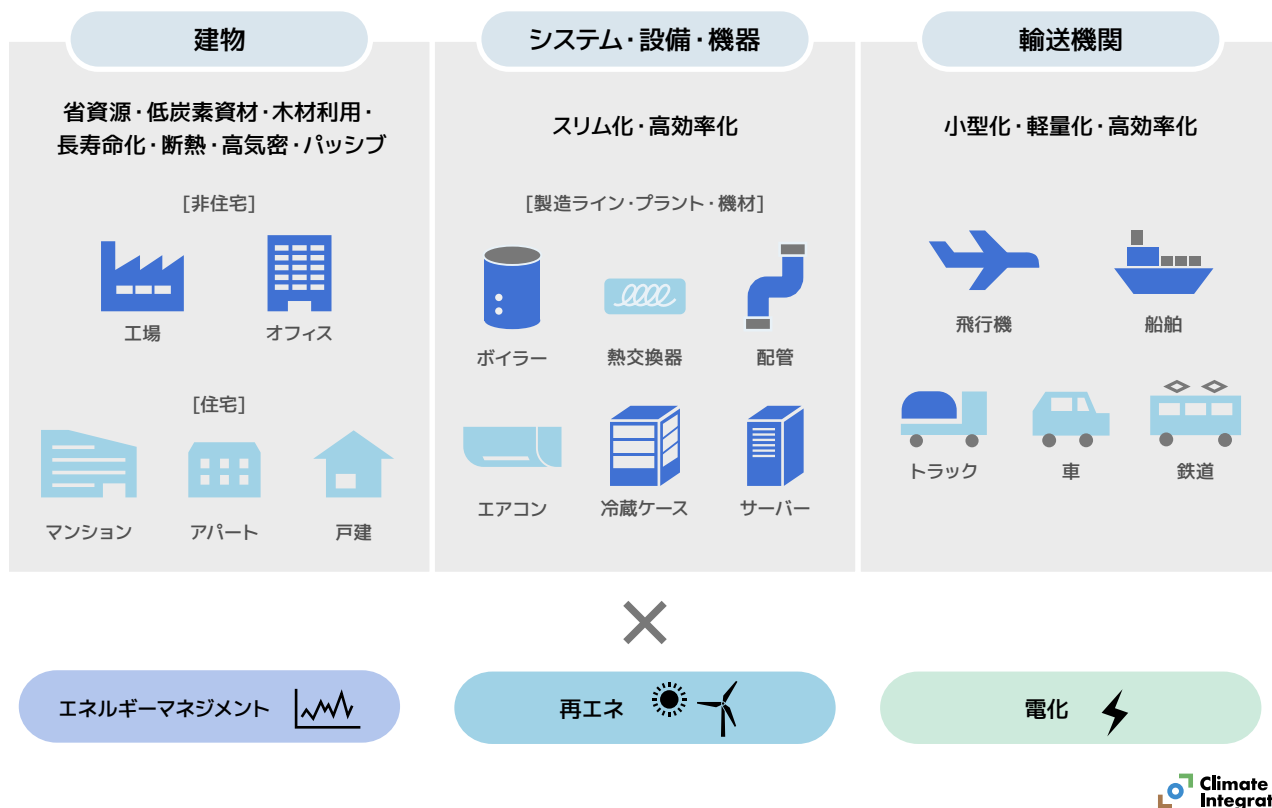 建物
省資源・低炭素資材・木材利用・
長寿命化・断熱・高気密・パッシブ
[非住宅]
工場
オフィス
[住宅]
マンション
アパート
戸建
システム・設備・機器
スリム化・高効率化
[製造ライン・プラント・機材]
ボイラー
熱交換器
配管
エアコン
冷蔵ケース
サーバー
輸送機関
小型化・軽量化・高効率化
飛行機
船舶
トラック
車
鉄道
エネルギーマネジメント
再エネ
電化
Climate
Integrat